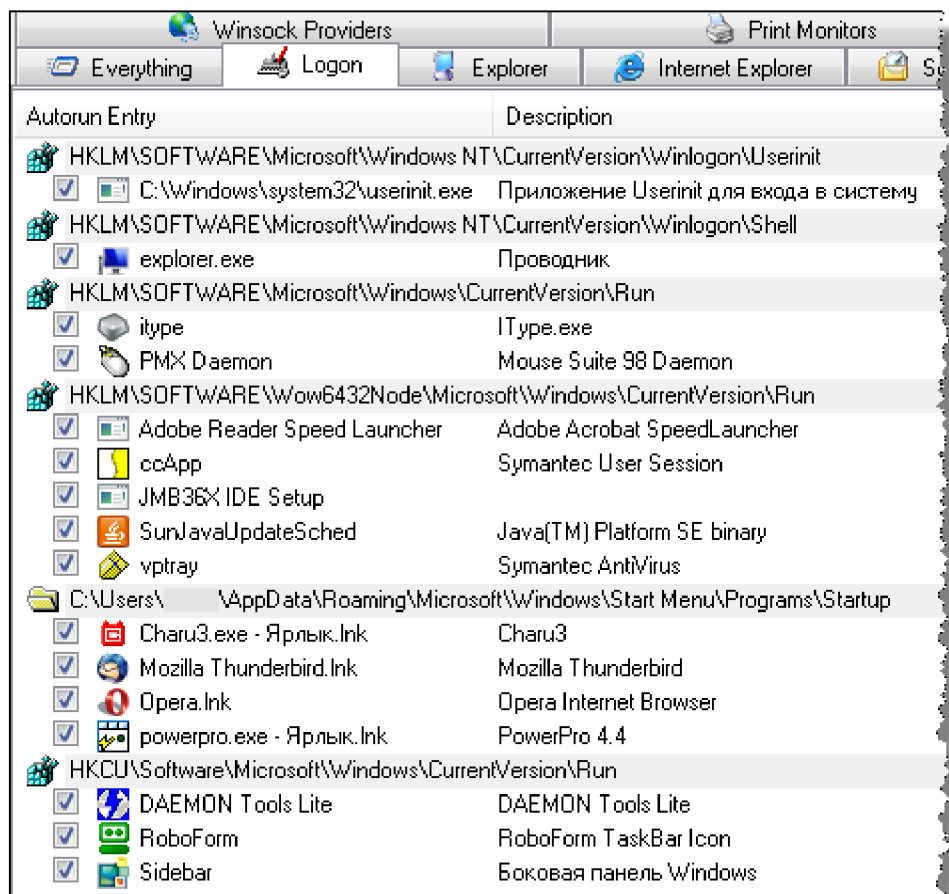 Winsock Providers Print Monitors
Everything Logon Explorer Internet Explorer
Autorun Entry Description
HKLM\SOFTWARE\Microsoft\Windows NT\CurrentVersion\Winlogon\Userinit
C:\Windows\system32\userinit.exe Приложение Userinit для входа в систему
HKLM\SOFTWARE\Microsoft\Windows NT\CurrentVersion\Winlogon\Shell
explorer.exe Проводник
HKLM\SOFTWARE\Microsoft\Windows\CurrentVersion\Run
itype IType.exe
PMX Daemon Mouse Suite 98 Daemon
HKLM\SOFTWARE\Wow6432Node\Microsoft\Windows\CurrentVersion\Run
Adobe Reader Speed Launcher Adobe Acrobat SpeedLauncher
ccApp Symantec User Session
JMB36X IDE Setup
SunJavaUpdateSched Java(TM) Platform SE binary
vptray Symantec AntiVirus
C:\Users\ \AppData\Roaming\Microsoft\Windows\Start Menu\Programs\Startup
Charu3.exe - Ярлык.lnk Charu3
Mozilla Thunderbird.lnk Mozilla Thunderbird
Opera.lnk Opera Internet Browser
powerpro.exe - Ярлык.lnk PowerPro 4.4
HKCU\Software\Microsoft\Windows\CurrentVersion\Run
DAEMON Tools Lite DAEMON Tools Lite
RoboForm RoboForm TaskBar Icon
Sidebar Боковая панель Windows